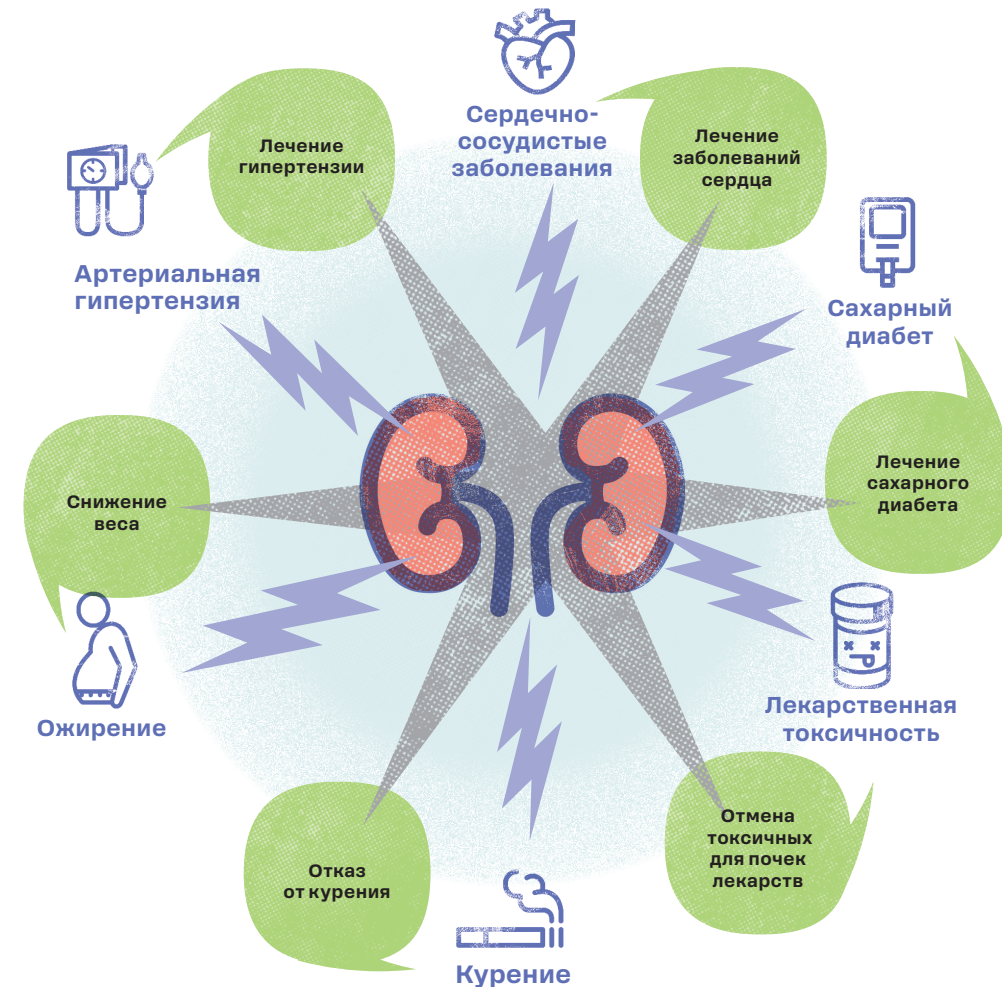 Сердечно-
сосудистые
заболевания
Лечение
гипертензии
Лечение
заболеваний
сердца
Артериальная
гипертензия
Сахарный
диабет
Снижение
веса
Лечение
сахарного
диабета
Ожирение
Лекарственная
токсичность
Отказ
от курения
Отмена
токсичных
для почек
лекарств
Курение